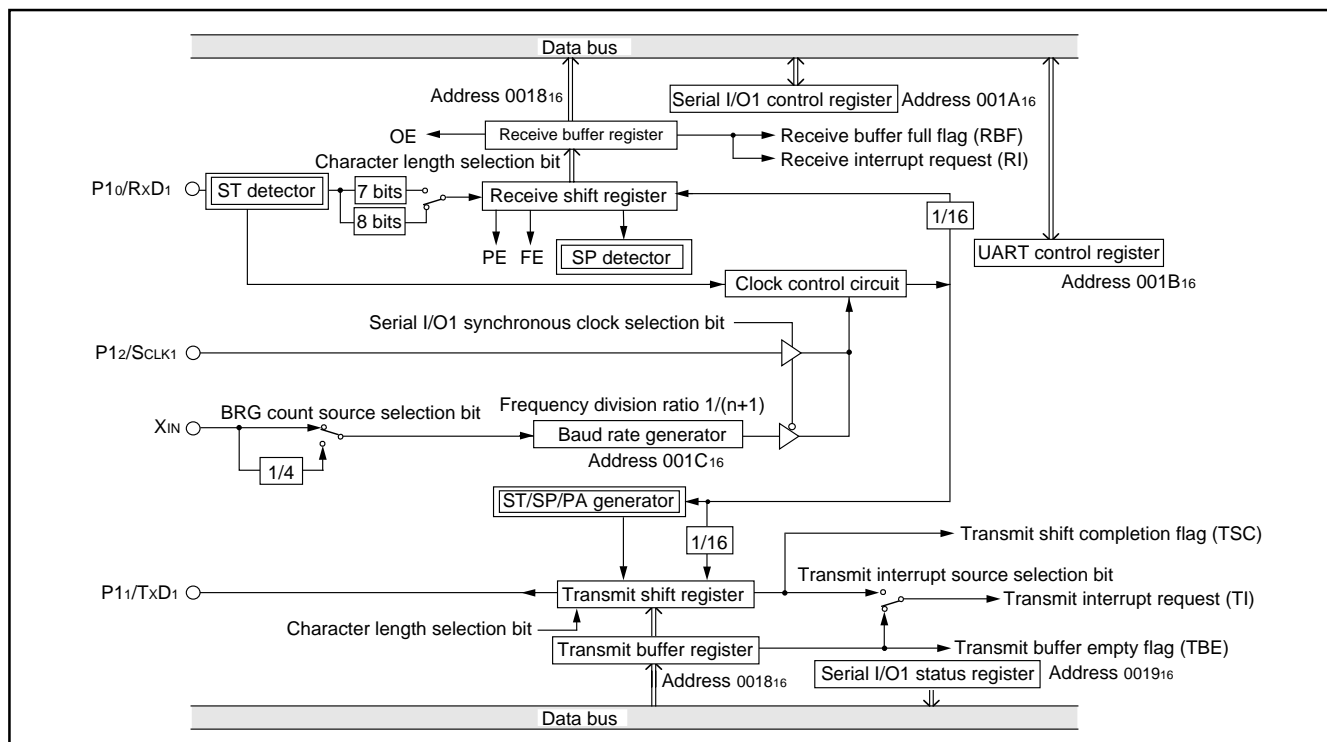 Data bus
Address 001816
Serial I/O1 control register Address 001A16
OE
Receive buffer register
Receive buffer full flag (RBF)
Receive interrupt request (RI)
Character length selection bit
P10/RXD1
ST detector
7 bits
8 bits
Receive shift register
1/16
PE FE
SP detector
UART control register
Address 001B16
Clock control circuit
Serial I/O1 synchronous clock selection bit
P12/SCLK1
BRG count source selection bit
Frequency division ratio 1/(n+1)
XIN
Baud rate generator
Address 001C16
1/4
ST/SP/PA generator
1/16
Transmit shift completion flag (TSC)
Transmit interrupt source selection bit
P11/TXD1
Transmit shift register
Transmit interrupt request (TI)
Character length selection bit
Transmit buffer register
Transmit buffer empty flag (TBE)
Address 001816
Serial I/O1 status register Address 001916
Data bus